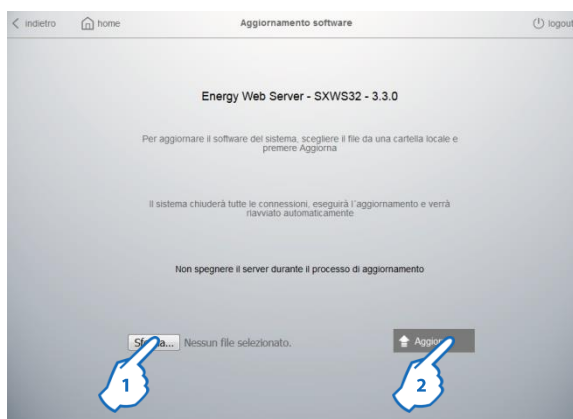 indietro
home
Aggiornamento software
logout
Energy Web Server - SXWS32 - 3.3.0
Per aggiornare il software del sistema, scegliere il file da una cartella locale e
premere Aggiorna
Il sistema chiuderà tutte le connessioni, eseguirà l'aggiornamento e verrà
riavviato automaticamente
Non spegnere il server durante il processo di aggiornamento
Nessun file selezionato.
1
2